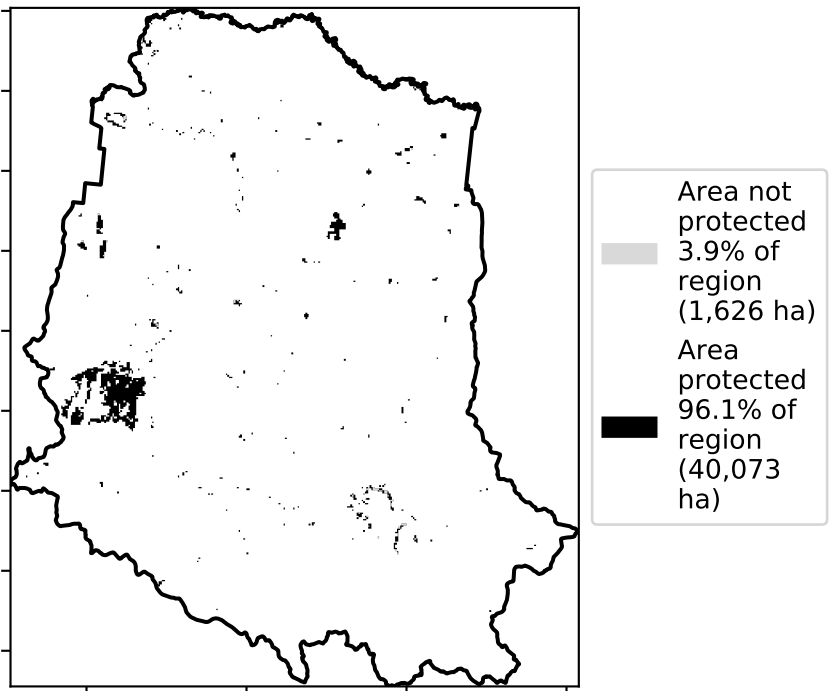 Area not
protected
3.9% of
region
(1,626 ha)
Area
protected
96.1% of
region
(40,073
ha)